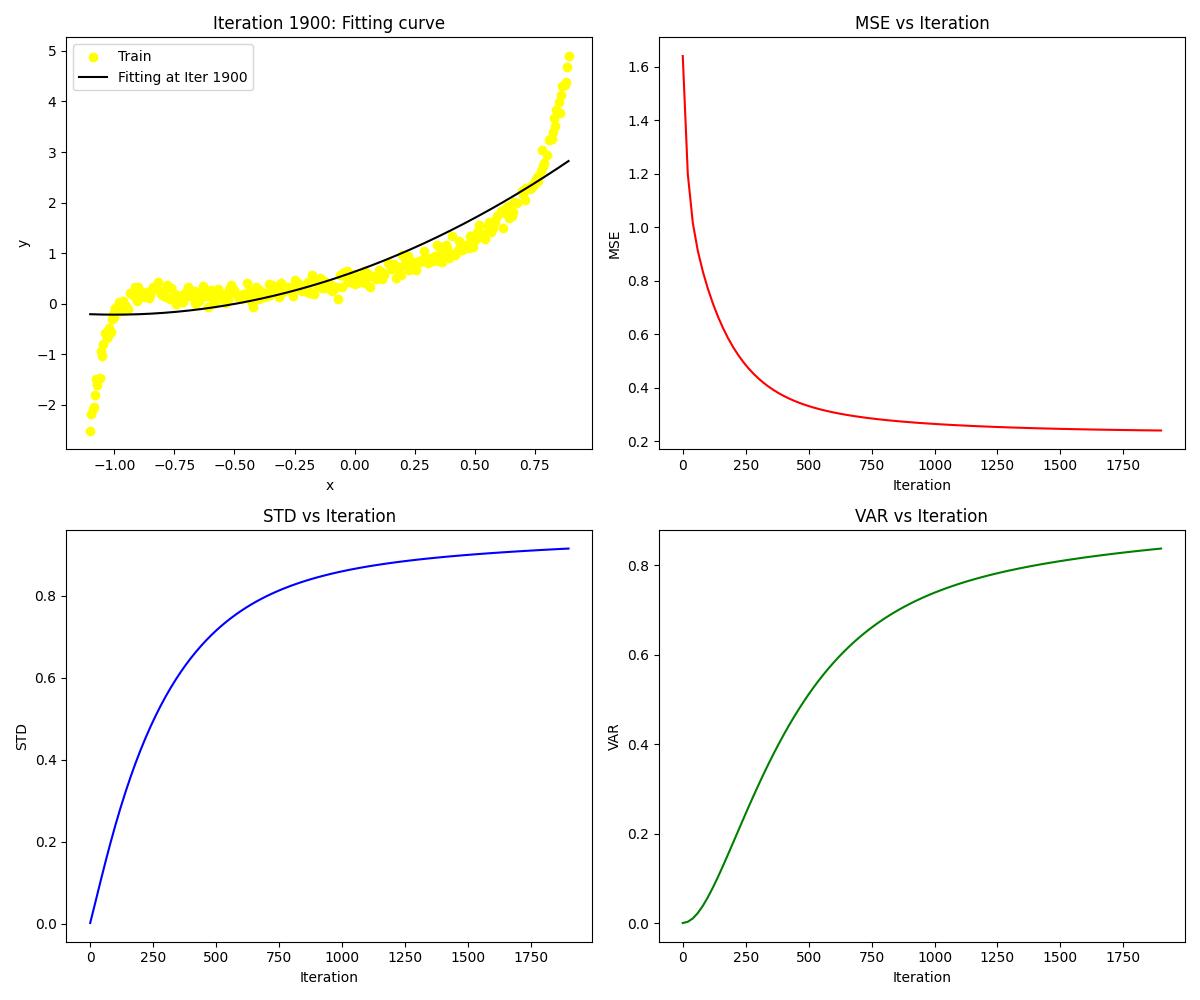 Iteration 1900: Fitting curve
Train
Fitting at Iter 1900
5
4
3
2
1
0
−1
−2
y
−1.00 −0.75 −0.50 −0.25 0.00 0.25 0.50 0.75
x
MSE vs Iteration
1.6
1.4
1.2
1.0
0.8
0.6
0.4
0.2
MSE
0 250 500 750 1000 1250 1500 1750
Iteration
STD vs Iteration
0.8
0.6
0.4
0.2
0.0
STD
0 250 500 750 1000 1250 1500 1750
Iteration
VAR vs Iteration
0.8
0.6
0.4
0.2
0.0
VAR
0 250 500 750 1000 1250 1500 1750
Iteration